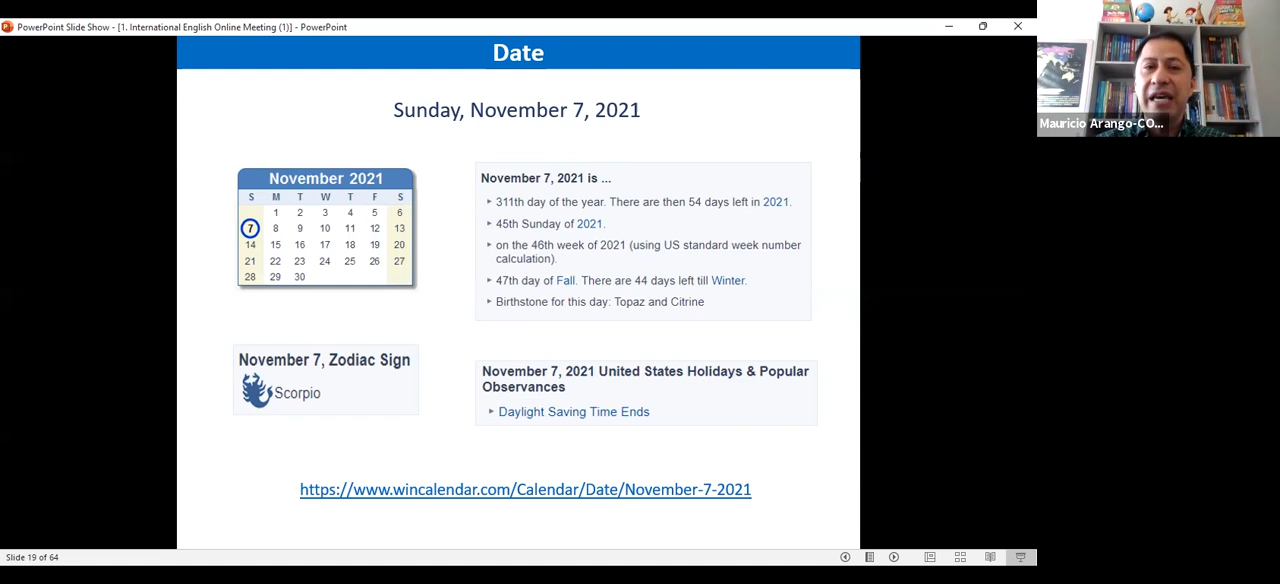 PowerPoint Slide Show - [1. International English Online Meeting (1)] - PowerPoint
Date
Sunday, November 7, 2021
November 2021
S M T W T F S
1 2 3 4 5 6
7 8 9 10 11 12 13
14 15 16 17 18 19 20
21 22 23 24 25 26 27
28 29 30
November 7, 2021 is ...
311th day of the year. There are then 54 days left in 2021.
45th Sunday of 2021.
on the 46th week of 2021 (using US standard week number
calculation).
47th day of Fall. There are 44 days left till Winter.
Birthstone for this day: Topaz and Citrine
November 7, Zodiac Sign
Scorpio
November 7, 2021 United States Holidays & Popular
Observances
Daylight Saving Time Ends
https://www.wincalendar.com/Calendar/Date/November-7-2021
Slide 19 of 64
Mauricio Arango-CO...